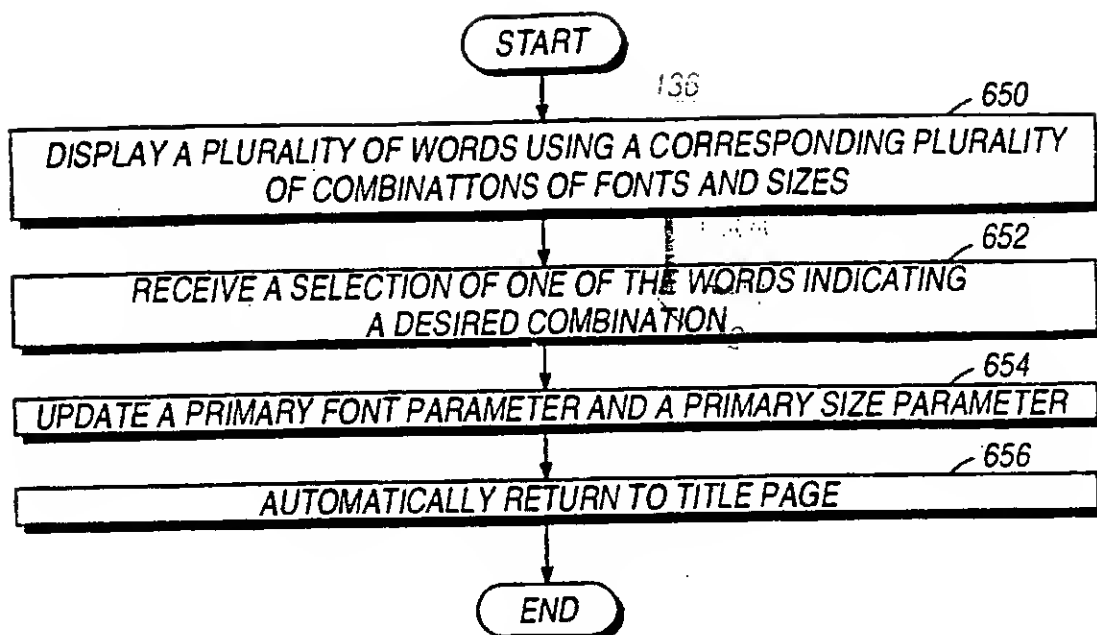 START
136
650
DISPLAY A PLURALITY OF WORDS USING A CORRESPONDING PLURALITY
OF COMBINATTONS OF FONTS AND SIZES
652
RECEIVE A SELECTION OF ONE OF THE WORDS INDICATING
A DESIRED COMBINATION
654
UPDATE A PRIMARY FONT PARAMETER AND A PRIMARY SIZE PARAMETER
656
AUTOMATICALLY RETURN TO TITLE PAGE
END